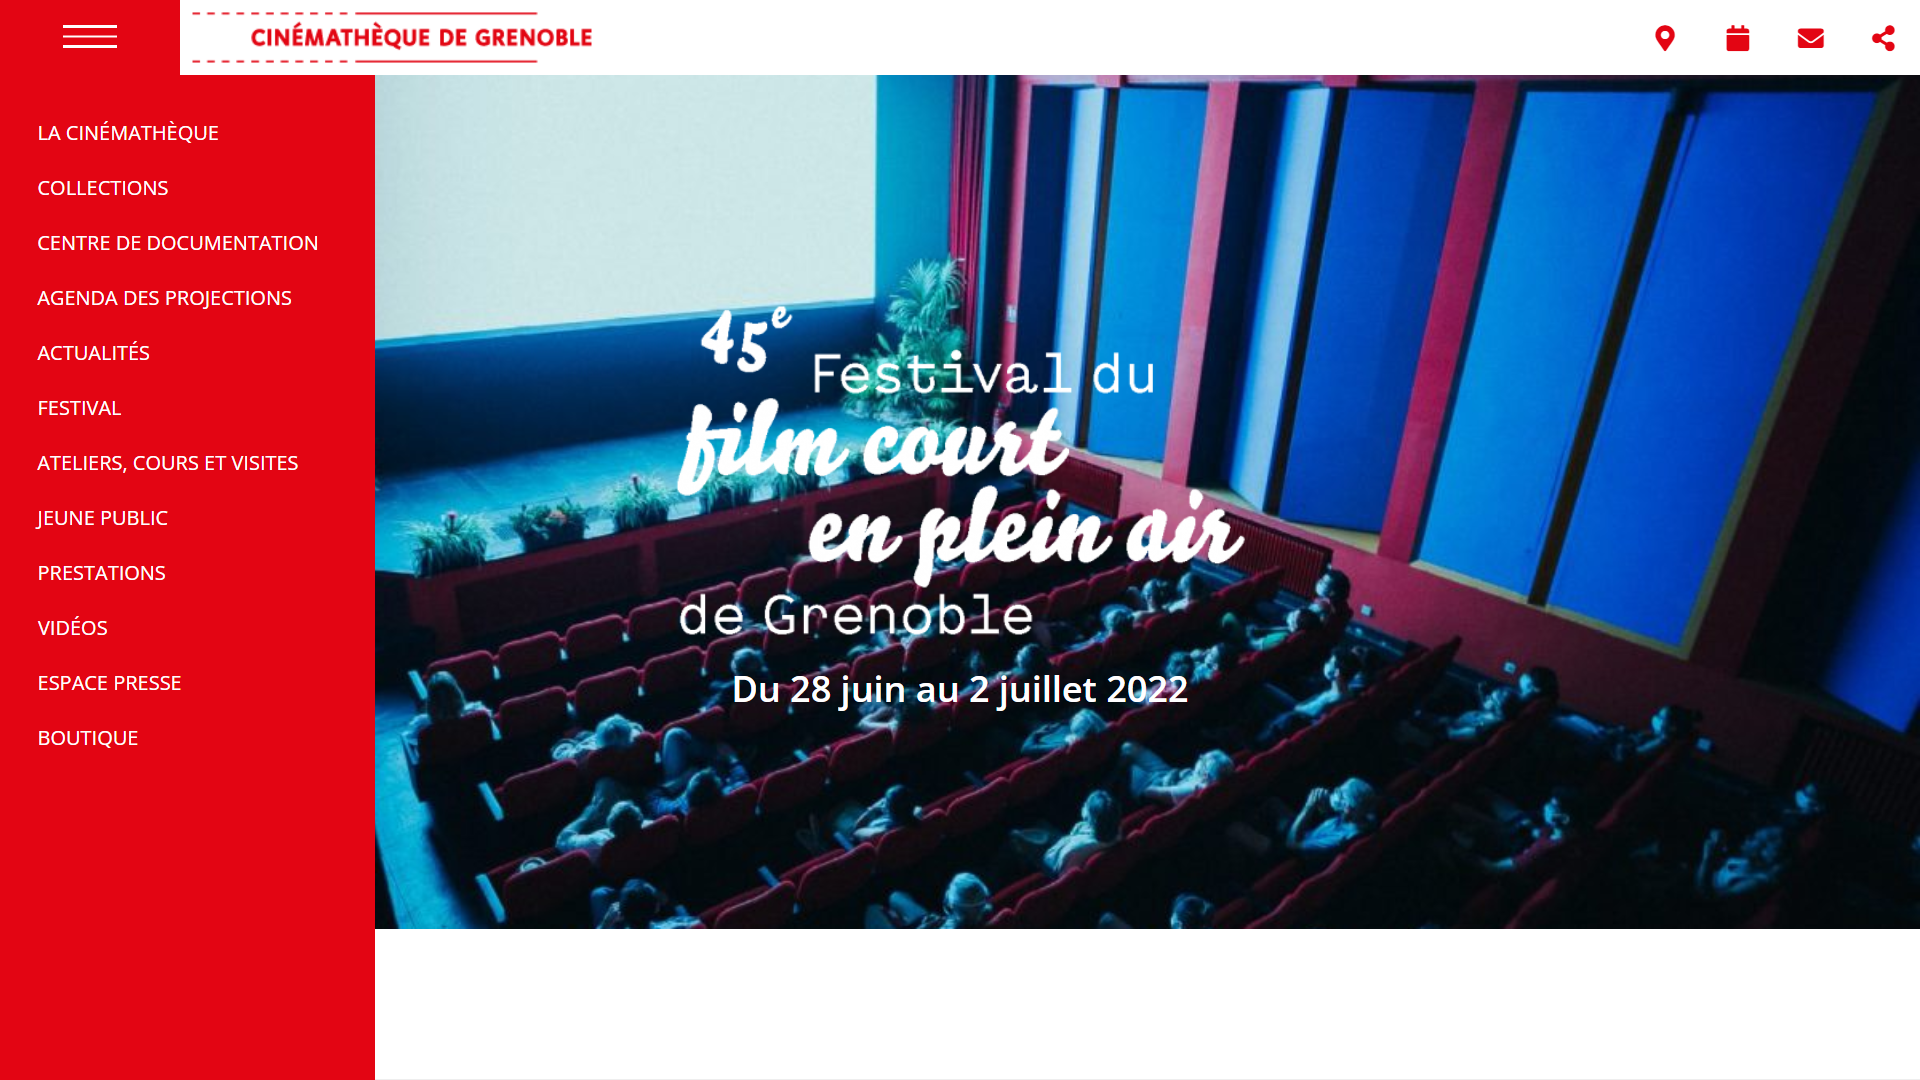 CINÉMATHÈQUE DE GRENOBLE
LA CINÉMATHÈQUE
COLLECTIONS
CENTRE DE DOCUMENTATION
AGENDA DES PROJECTIONS
ACTUALITÉS
FESTIVAL
ATELIERS, COURS ET VISITES
JEUNE PUBLIC
PRESTATIONS
VIDÉOS
ESPACE PRESSE
BOUTIQUE
45e
Festival du
film court
en plein air
de Grenoble
Du 28 juin au 2 juillet 2022